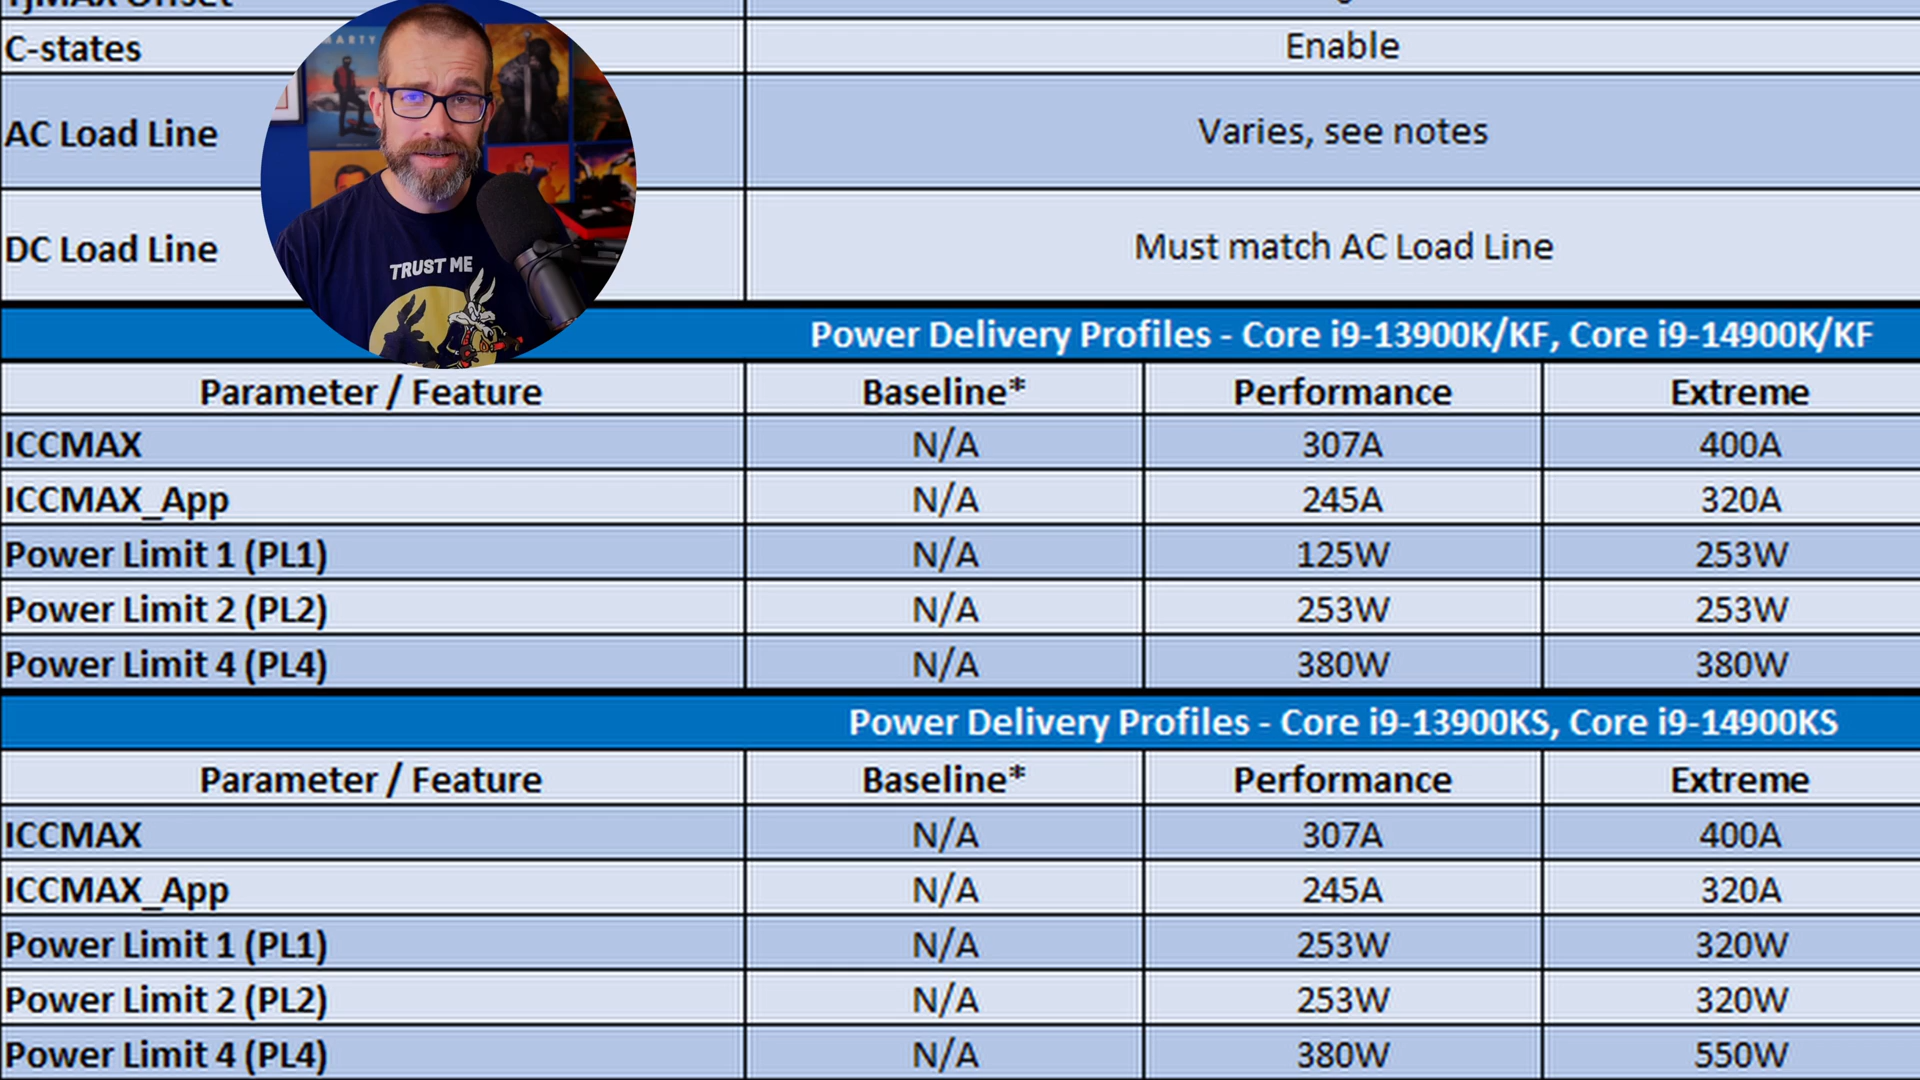 TjMAX Offset
C-states Enable
AC Load Line Varies, see notes
DC Load Line Must match AC Load Line
MARTY
TRUST ME
Power Delivery Profiles - Core i9-13900K/KF, Core i9-14900K/KF
Parameter / Feature Baseline* Performance Extreme
ICCMAX N/A 307A 400A
ICCMAX_App N/A 245A 320A
Power Limit 1 (PL1) N/A 125W 253W
Power Limit 2 (PL2) N/A 253W 253W
Power Limit 4 (PL4) N/A 380W 380W
Power Delivery Profiles - Core i9-13900KS, Core i9-14900KS
Parameter / Feature Baseline* Performance Extreme
ICCMAX N/A 307A 400A
ICCMAX_App N/A 245A 320A
Power Limit 1 (PL1) N/A 253W 320W
Power Limit 2 (PL2) N/A 253W 320W
Power Limit 4 (PL4) N/A 380W 550W